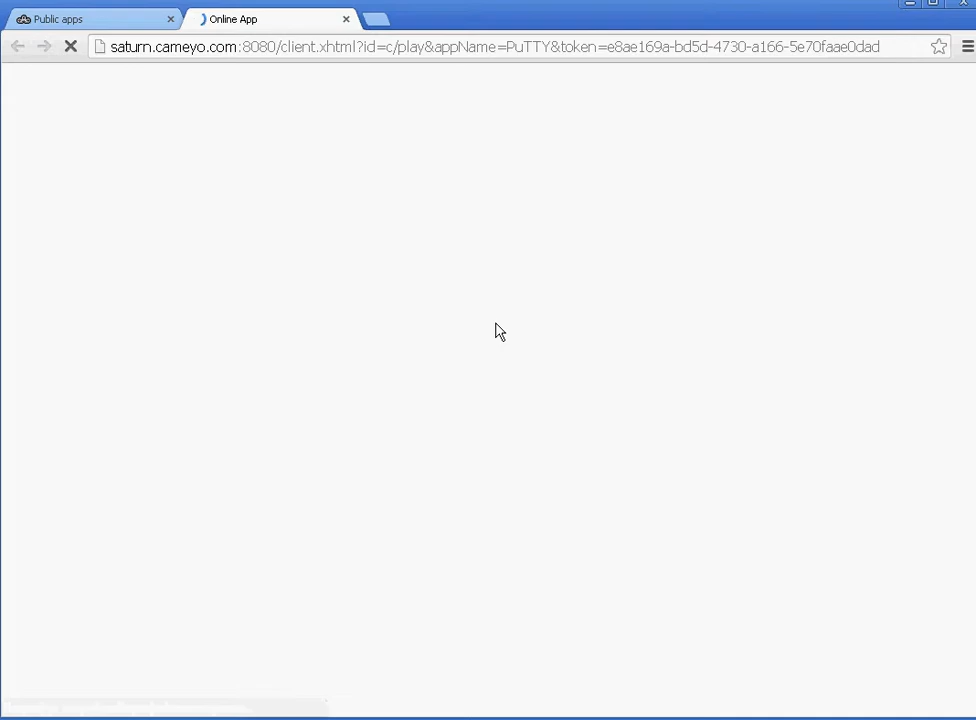 Public apps
Online App
saturn.cameyo.com:8080/client.xhtml?id=c/play&appName=PuTTY&token=e8ae169a-bd5d-4730-a166-5e70faae0dad